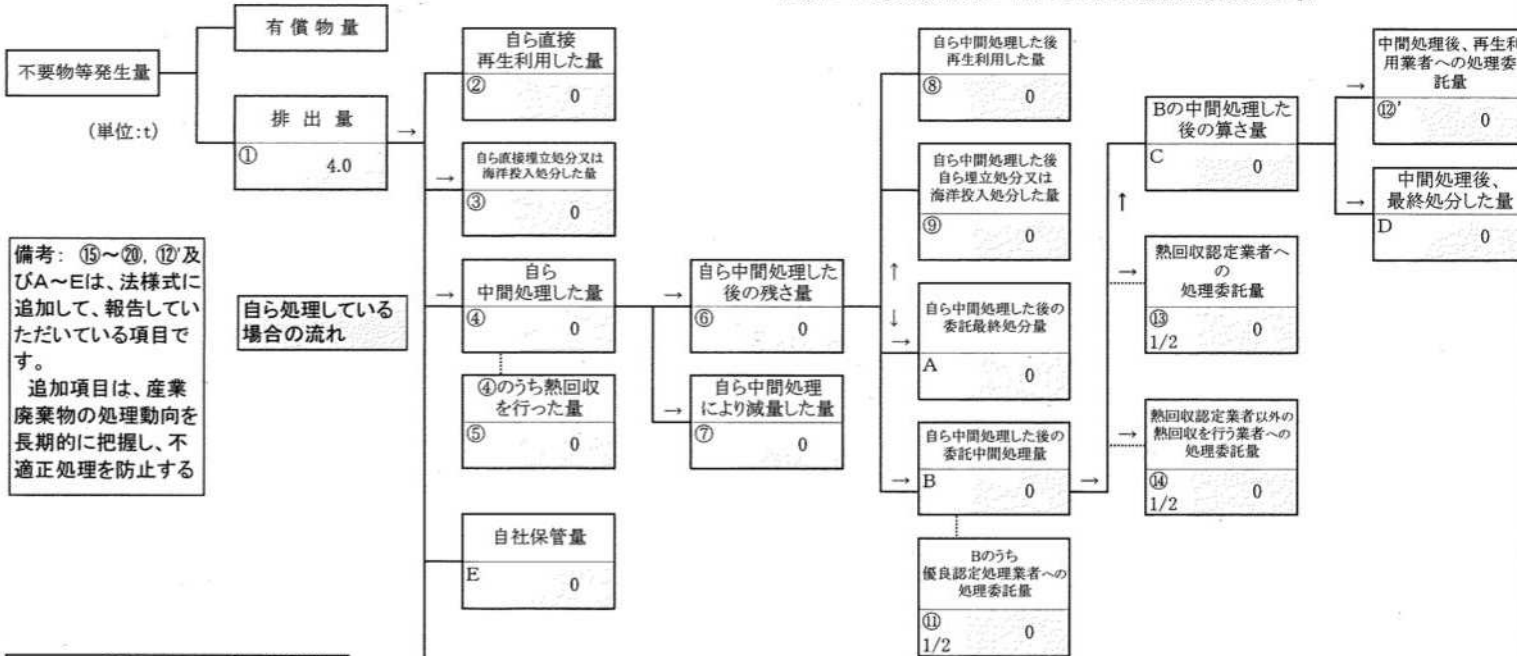 不要物等発生量
(単位:t)
有償物量
排出量
①
4.0
→
備考: ⑮~⑳, ⑫'及
びA~Eは、法様式に
追加して、報告してい
ただいている項目で
す。
追加項目は、産業
廃棄物の処理動向を
長期的に把握し、不
適正処理を防止する
自ら処理している
場合の流れ
自ら直接
再生利用した量
②
0
→
自ら直接埋立処分又は
海洋投入処分した量
③
0
→
自ら
中間処理した量
④
0
④のうち熱回収
を行った量
⑤
0
自社保管量
E
0
→
自ら中間処理した
後の残さ量
⑥
0
→
自ら中間処理
により減量した量
⑦
0
自ら中間処理した後
再生利用した量
⑧
0
自ら中間処理した後
自ら埋立処分又は
海洋投入処分した量
⑨
0
↑
↓
→
自ら中間処理した後の
委託最終処分量
A
0
→
自ら中間処理した後の
委託中間処理量
B
0
→
Bのうち
優良認定処理業者への
処理委託量
⑪
1/2
0
Bの中間処理した
後の算さ量
C
0
↑
→
熱回収認定業者へ
の
処理委託量
⑬
1/2
0
→
熱回収認定業者以外の
熱回収を行う業者への
処理委託量
⑭
1/2
0
→
中間処理後、再生利
用業者への処理委
託量
⑫'
0
→
中間処理後、
最終処分した量
D
0